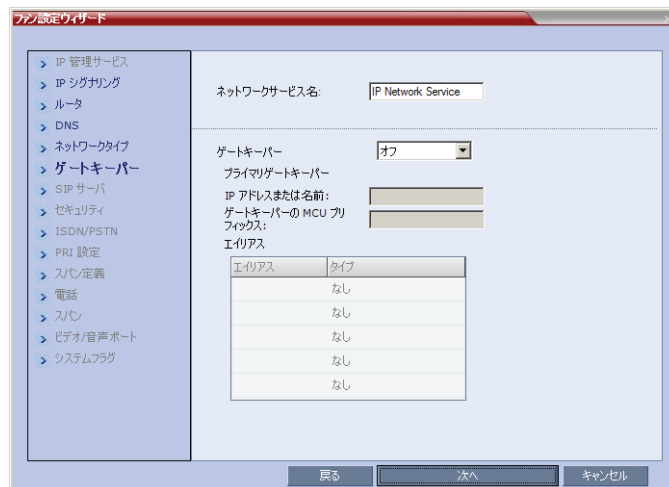 ファン設定ウィザード
IP 管理サービス
IP シグナリング
ルータ
DNS
ネットワークタイプ
ゲートキーパー
SIP サーバ
セキュリティ
ISDN/PSTN
PRI 設定
スパン定義
電話
スパン
ビデオ/音声ポート
システムフラグ
ネットワークサービス名:
IP Network Service
ゲートキーパー
オフ
プライマリゲートキーパー
IP アドレスまたは名前:
ゲートキーパーの MCU プリ
フィックス:
エイリアス
エイリアス タイプ
なし
なし
なし
なし
なし
戻る 次へ キャンセル